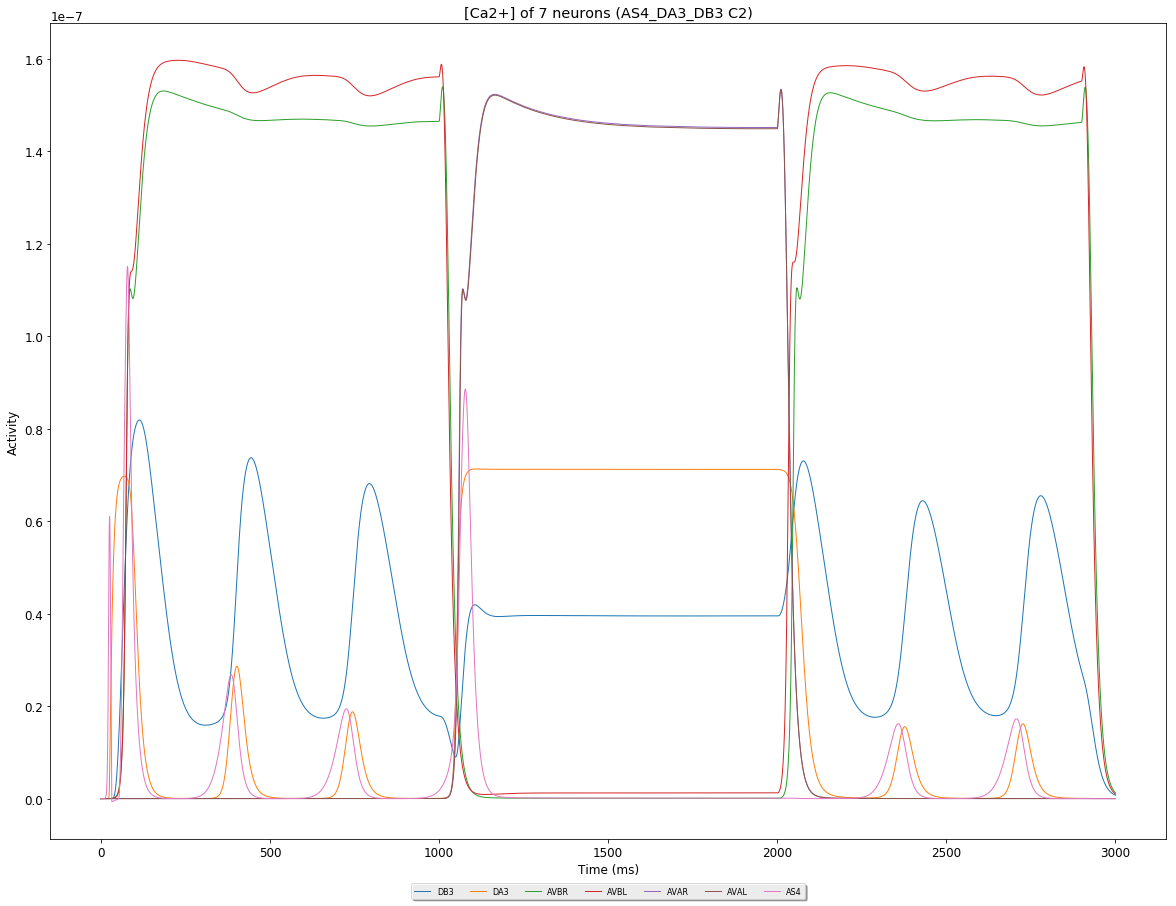 [Ca2+] of 7 neurons (AS4_DA3_DB3 C2)
1e−7
1.6
1.4
1.2
1.0
0.8
0.6
0.4
0.2
0.0
Activity
0 500 1000 1500 2000 2500 3000
Time (ms)
DB3 DA3 AVBR AVBL AVAR AVAL AS4